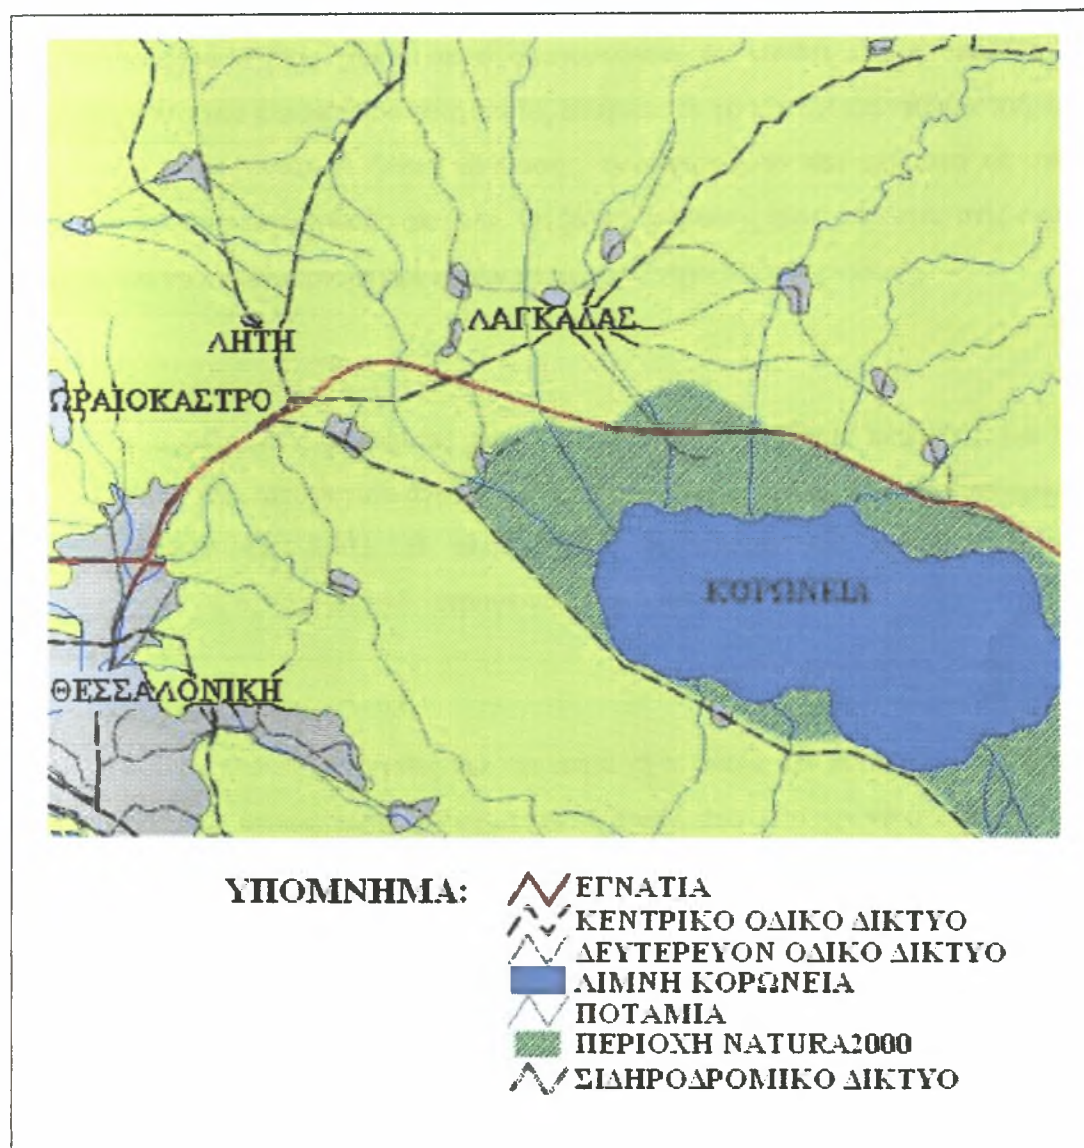 ΛΗΤΗ
ΛΑΓΚΑΔΑΣ
ΩΡΑΙΟΚΑΣΤΡΟ
ΚΟΡΩΝΕΙΑ
ΘΕΣΣΑΛΟΝΙΚΗ
ΥΠΟΜΝΗΜΑ:
ΕΓΝΑΤΙΑ
ΚΕΝΤΡΙΚΟ ΟΔΙΚΟ ΔΙΚΤΥΟ
ΔΕΥΤΕΡΕΥΟΝ ΟΔΙΚΟ ΔΙΚΤΥΟ
ΛΙΜΝΗ ΚΟΡΩΝΕΙΑ
ΠΟΤΑΜΙΑ
ΠΕΡΙΟΧΗ NATURA2000
ΣΙΔΗΡΟΔΡΟΜΙΚΟ ΔΙΚΤΥΟ